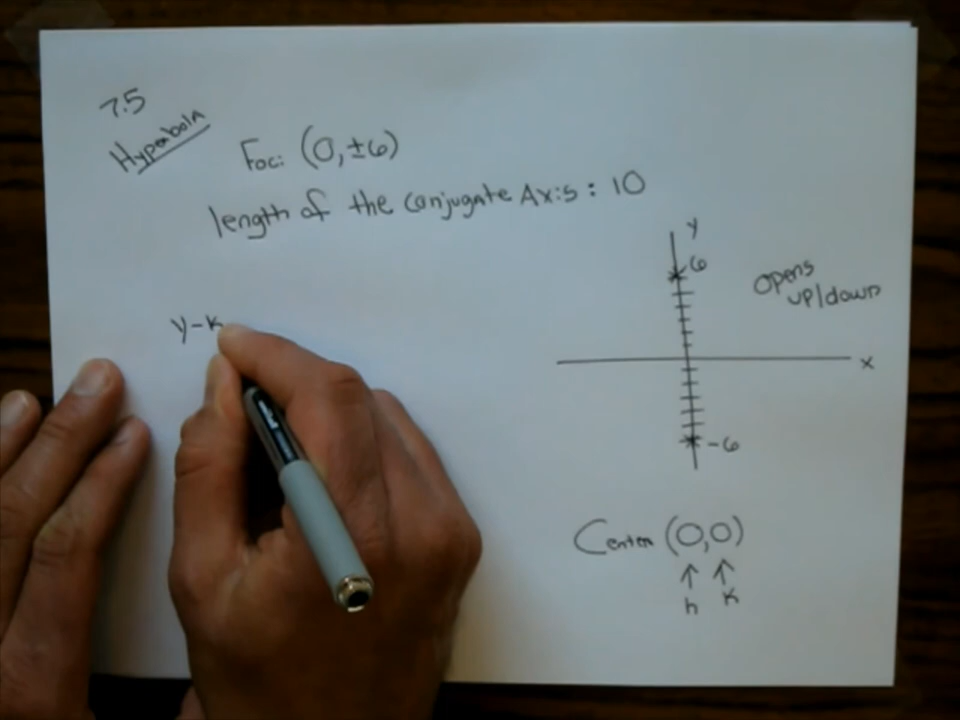 7.5
Hyperbola
Foci (0, ±6)
length of the conjugate Axis : 10
y
6
Opens
up/down
x
y-k
-6
Center (0,0)
↑ ↑
h k